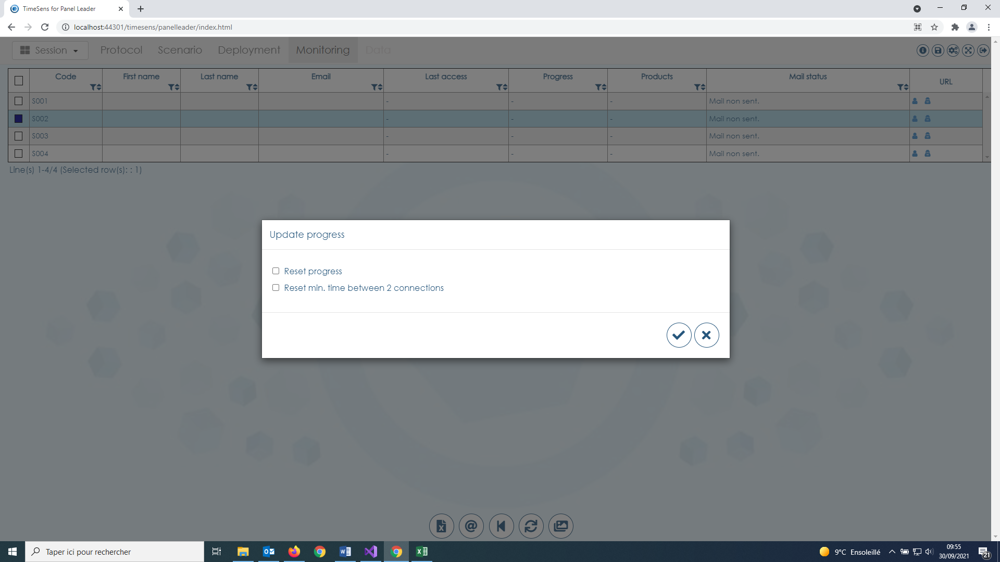 TimeSens for Panel Leader
localhost:44301/timesens/panelleader/index.html
Session Protocol Scenario Deployment Monitoring Data
Code First name Last name Email Last access Progress Products Mail status URL
S001 - - - Mail non sent.
S002 - - - Mail non sent.
S003 - - - Mail non sent.
S004 - - - Mail non sent.
Line(s) 1-4/4 (Selected row(s): : 1)
Update progress
Reset progress
Reset min. time between 2 connections
Taper ici pour rechercher
9°C Ensoleillé
09:55
30/09/2021
21